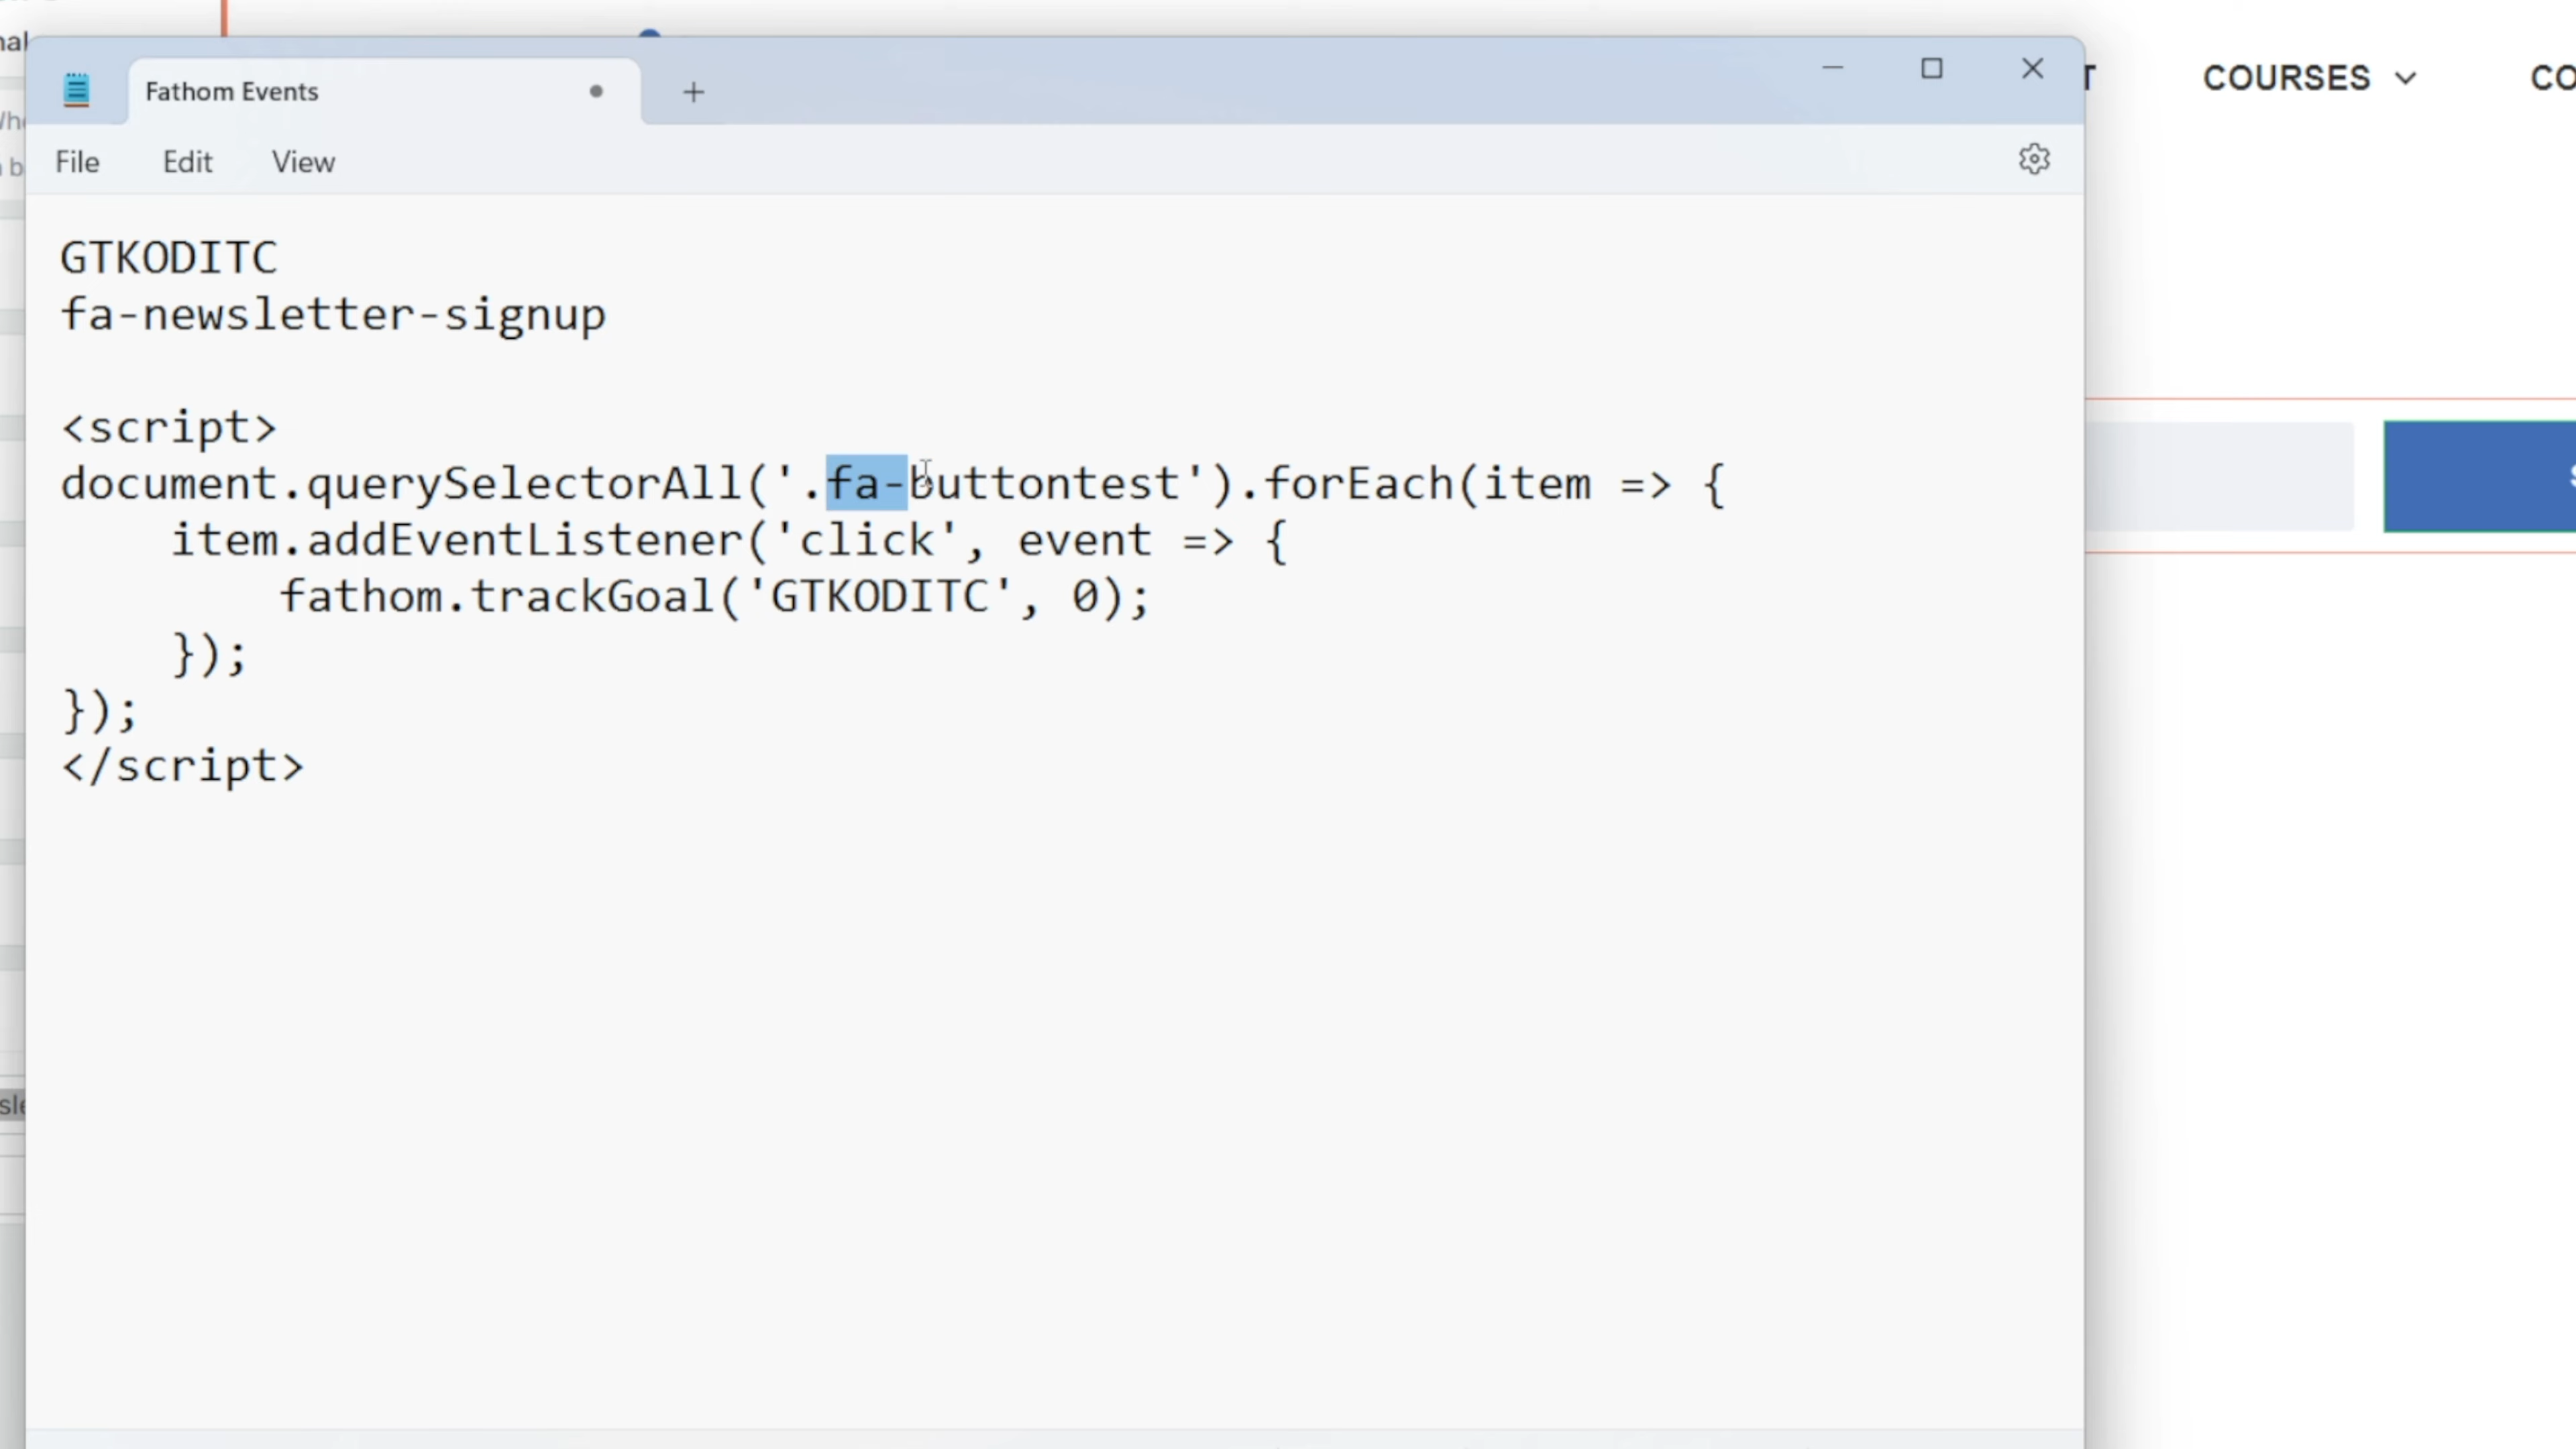 Fathom Events
COURSES
File Edit View
GTKODITC
fa-newsletter-signup
<script>
document.querySelectorAll('.fa-buttontest').forEach(item => {
    item.addEventListener('click', event => {
        fathom.trackGoal('GTKODITC', 0);
    });
});
</script>